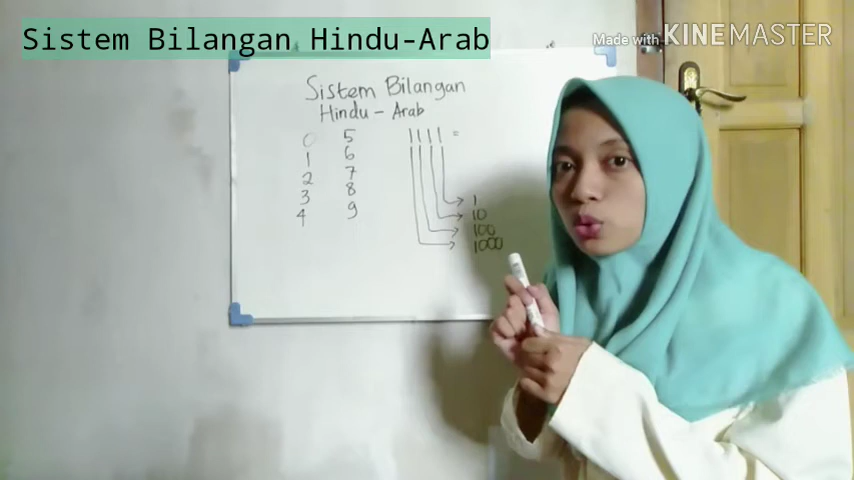 Sistem Bilangan Hindu-Arab
Made with KINEMASTER
Sistem Bilangan
Hindu - Arab
0 5 1111 =
1 6
2 7
3 8
4 9
1
10
100
1000